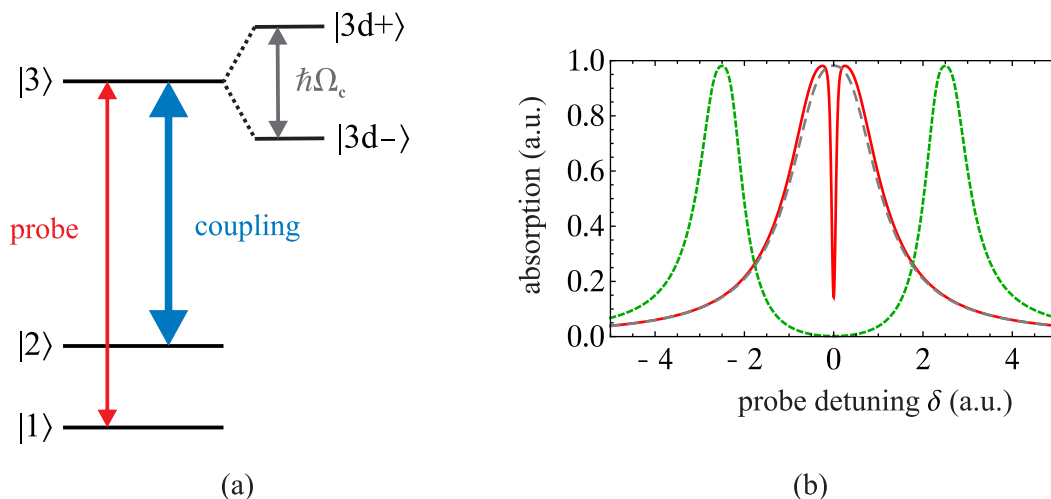 |3d+⟩
|3⟩
ℏΩc
|3d−⟩
probe
coupling
|2⟩
|1⟩
(a)
absorption (a.u.)
1.0
0.8
0.6
0.4
0.2
0.0
- 4
- 2
0
2
4
probe detuning δ (a.u.)
(b)